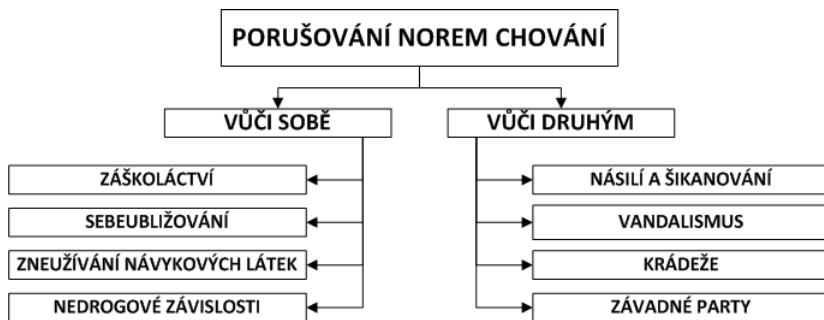 PORUŠOVÁNÍ NOREM CHOVÁNÍ
VŮČI SOBĚ
VŮČI DRUHÝM
ZÁŠKOLÁCTVÍ
NÁSILÍ A ŠIKANOVÁNÍ
SEBEUBLIŽOVÁNÍ
VANDALISMUS
ZNEUŽÍVÁNÍ NÁVYKOVÝCH LÁTEK
KRÁDEŽE
NEDROGOVÉ ZÁVISLOSTI
ZÁVADNÉ PARTY